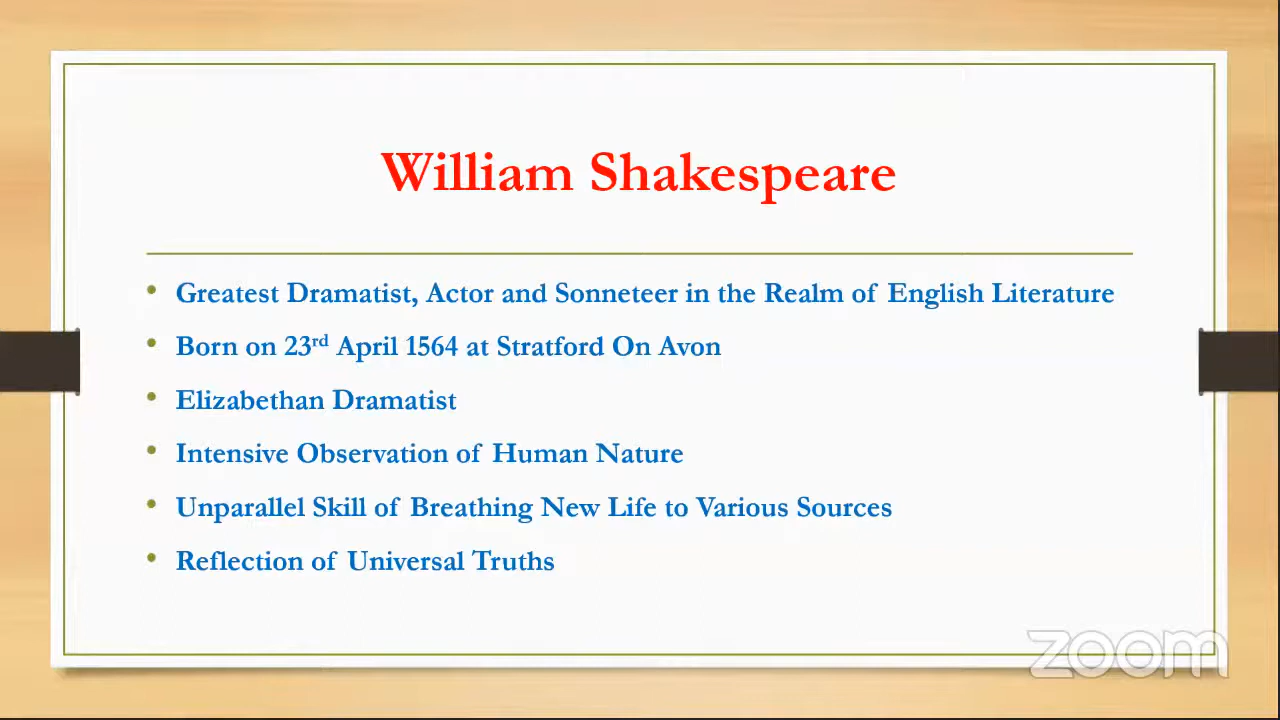 William Shakespeare
• Greatest Dramatist, Actor and Sonneteer in the Realm of English Literature
• Born on 23rd April 1564 at Stratford On Avon
• Elizabethan Dramatist
• Intensive Observation of Human Nature
• Unparallel Skill of Breathing New Life to Various Sources
• Reflection of Universal Truths
zoom